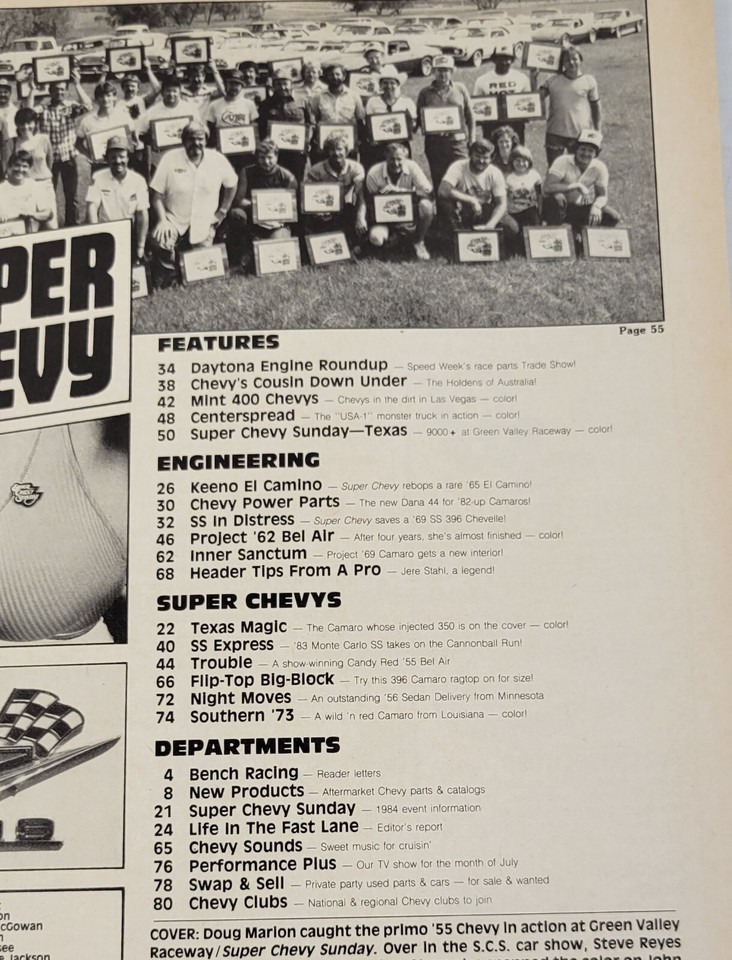 RED
Page 55
PER
EVY
FEATURES
34 Daytona Engine Roundup — Speed Week's race parts Trade Show!
38 Chevy's Cousin Down Under — The Holdens of Australia!
42 Mint 400 Chevys — Chevys in the dirt in Las Vegas — color!
48 Centerspread — The "USA-1" monster truck in action — color!
50 Super Chevy Sunday—Texas — 9000+ at Green Valley Raceway — color!
ENGINEERING
26 Keeno El Camino — Super Chevy rebops a rare '65 El Camino!
30 Chevy Power Parts — The new Dana 44 for '82-up Camaros!
32 SS In Distress — Super Chevy saves a '69 SS 396 Chevelle!
46 Project '62 Bel Air — After four years, she's almost finished — color!
62 Inner Sanctum — Project '69 Camaro gets a new interior!
68 Header Tips From A Pro — Jere Stahl, a legend!
SUPER CHEVYS
22 Texas Magic — The Camaro whose injected 350 is on the cover — color!
40 SS Express — '83 Monte Carlo SS takes on the Cannonball Run!
44 Trouble — A show-winning Candy Red '55 Bel Air
66 Flip-Top Big-Block — Try this 396 Camaro ragtop on for size!
72 Night Moves — An outstanding '56 Sedan Delivery from Minnesota
74 Southern '73 — A wild 'n red Camaro from Louisiana — color!
DEPARTMENTS
4 Bench Racing — Reader letters
8 New Products — Aftermarket Chevy parts & catalogs
21 Super Chevy Sunday — 1984 event information
24 Life In The Fast Lane — Editor's report
65 Chevy Sounds — Sweet music for cruisin'
76 Performance Plus — Our TV show for the month of July
78 Swap & Sell — Private party used parts & cars — for sale & wanted
80 Chevy Clubs — National & regional Chevy clubs to join
on
cGowan
n
see
e Jackson
COVER: Doug Marion caught the primo '55 Chevy in action at Green Valley
Raceway/Super Chevy Sunday. Over in the S.C.S. car show, Steve Reyes
color on John